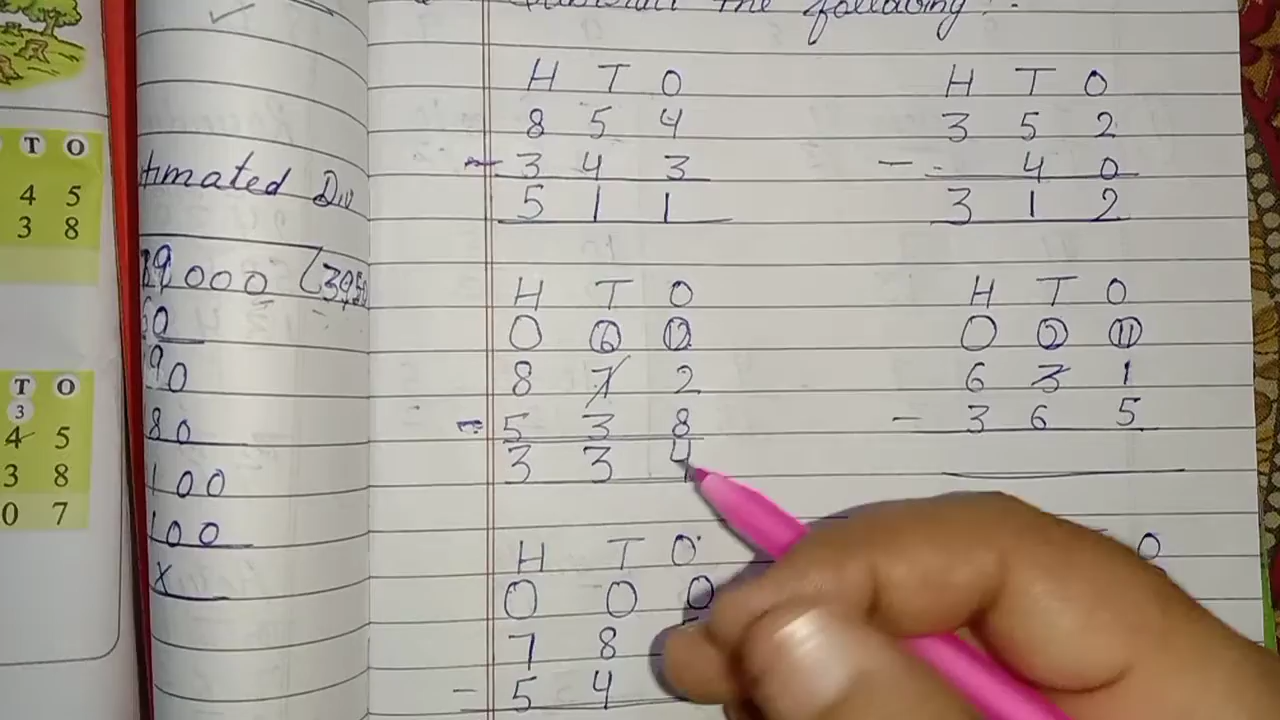 the following :-
H T O
8 5 4
- 3 4 3
5 1 1
H T O
3 5 2
- 4 0
3 1 2
H T O
0 6 12
8 7 2
- 5 3 8
3 3 4
H T O
0 2 11
6 3 1
- 3 6 5
H T O
0 0 0
7 8
- 5 4
O
T O
4 5
3 8
T O
3
4 5
3 8
0 7
000
0
90
80
100
100
x